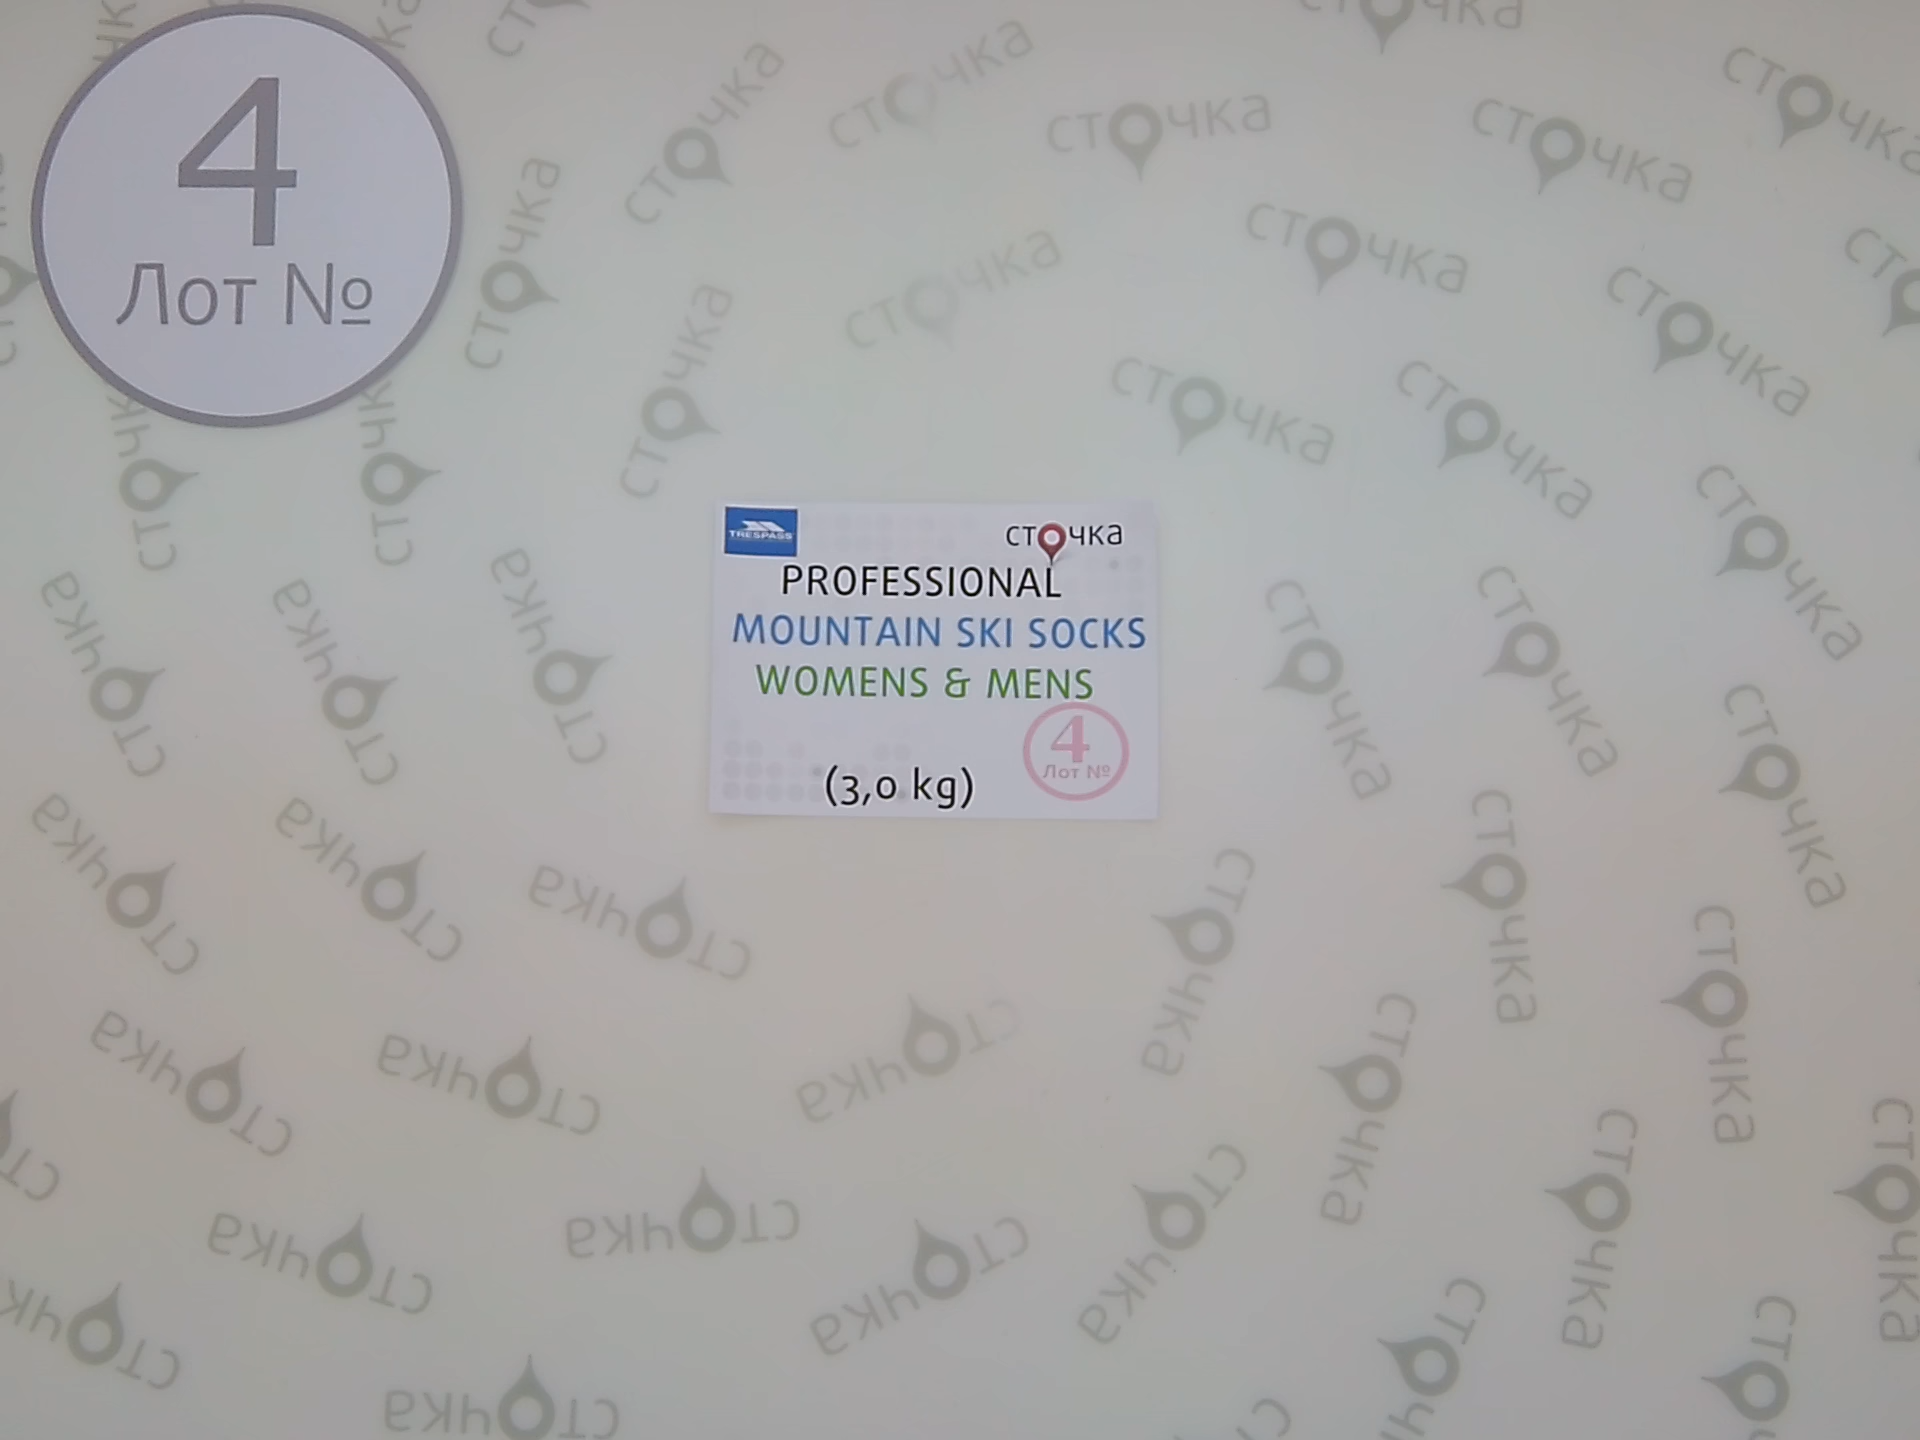 4
Лот №
TRESPASS
сточка
PROFESSIONAL
MOUNTAIN SKI SOCKS
WOMENS & MENS
4
Лот №
(3,0 kg)